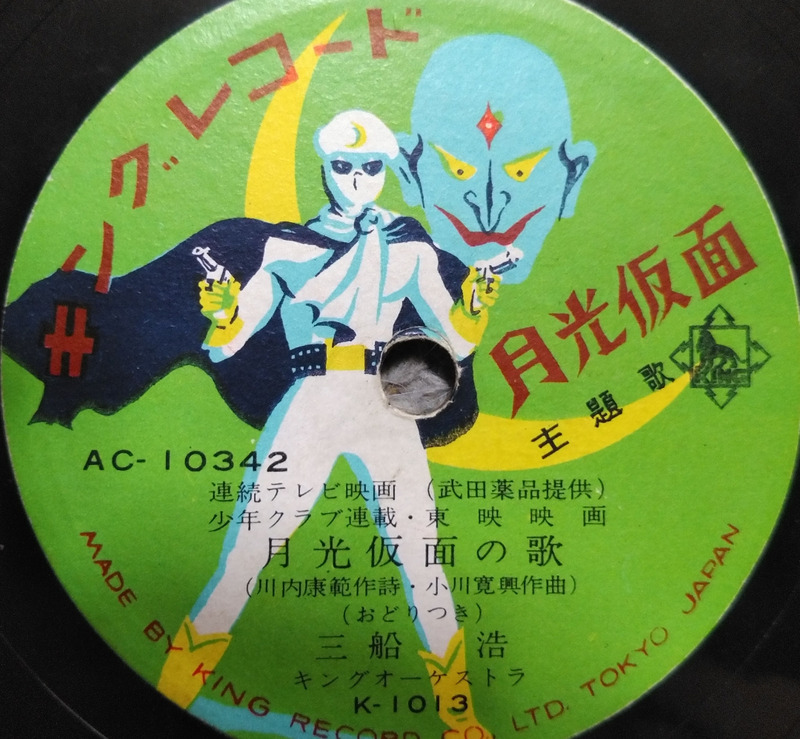 キングレコード
月光仮面
主題歌
AC-10342
連続テレビ映画 (武田薬品提供)
少年クラブ連載・東映映画
月光仮面の歌
(川内康範作詩・小川寛興作曲)
(おどりつき)
三船 浩
キングオーケストラ
K-1013
MADE BY KING RECORD CO., LTD. TOKYO JAPAN